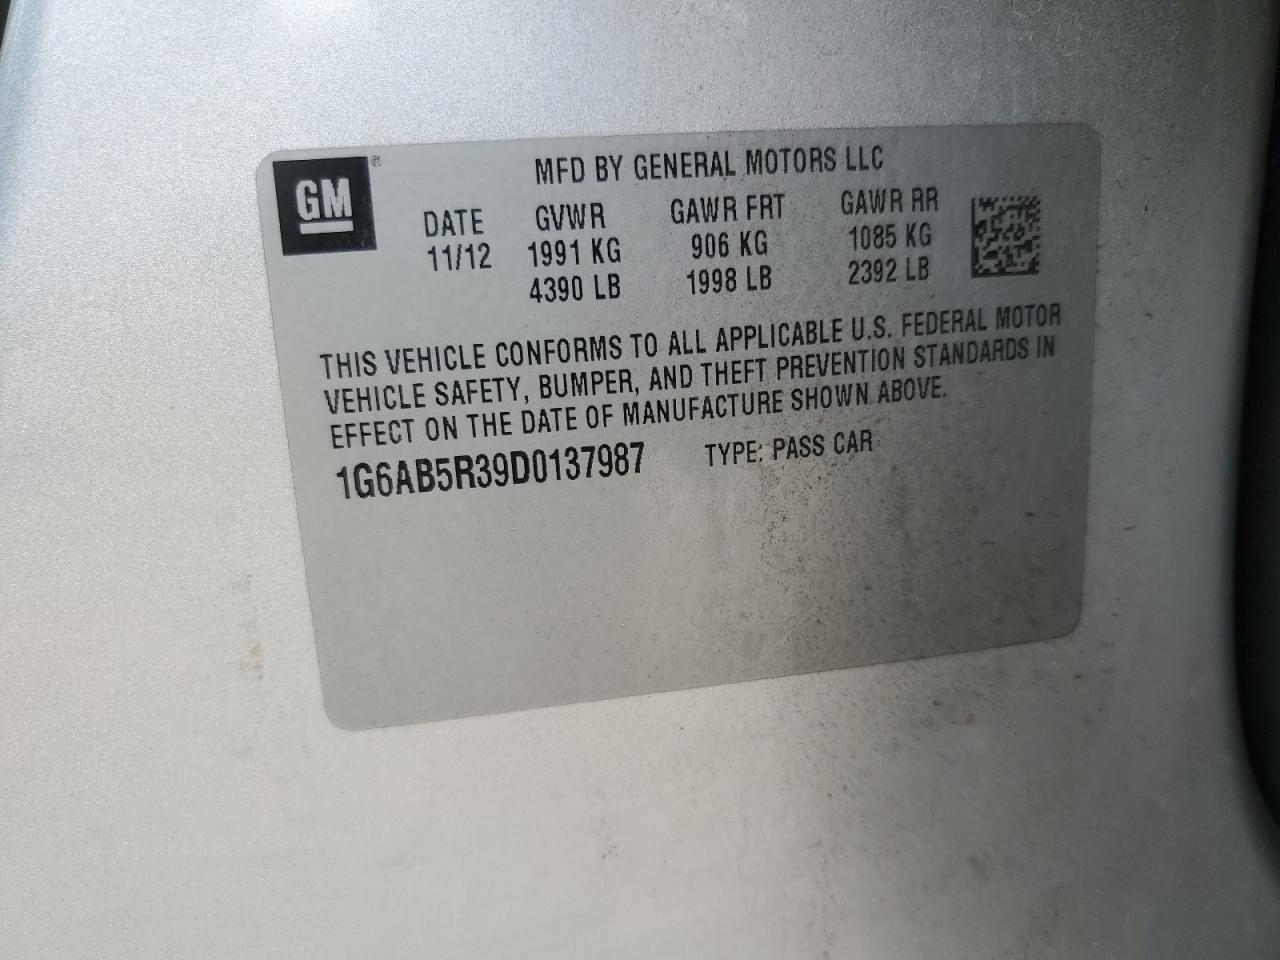 GM ®
MFD BY GENERAL MOTORS LLC
DATE GVWR GAWR FRT GAWR RR
11/12 1991 KG 906 KG 1085 KG
4390 LB 1998 LB 2392 LB
THIS VEHICLE CONFORMS TO ALL APPLICABLE U.S. FEDERAL MOTOR
VEHICLE SAFETY, BUMPER, AND THEFT PREVENTION STANDARDS IN
EFFECT ON THE DATE OF MANUFACTURE SHOWN ABOVE.
1G6AB5R39D0137987 TYPE: PASS CAR